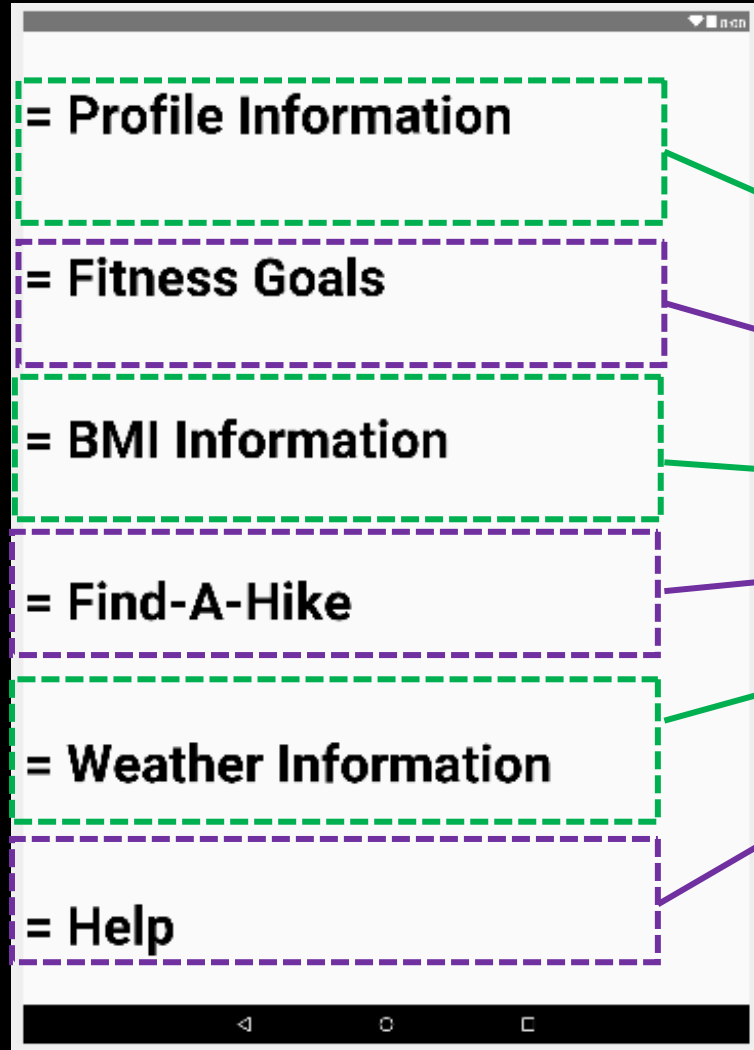 = Profile Information
= Fitness Goals
= BMI Information
= Find-A-Hike
= Weather Information
= Help